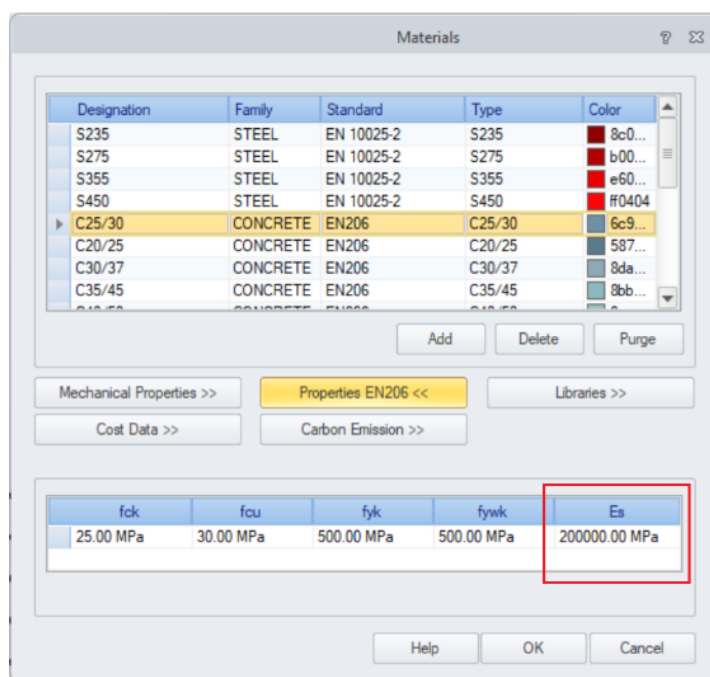 Materials
Designation Family Standard Type Color
S235 STEEL EN 10025-2 S235 8c0...
S275 STEEL EN 10025-2 S275 b00...
S355 STEEL EN 10025-2 S355 e60...
S450 STEEL EN 10025-2 S450 ff0404
C25/30 CONCRETE EN206 C25/30 6c9...
C20/25 CONCRETE EN206 C20/25 587...
C30/37 CONCRETE EN206 C30/37 8da...
C35/45 CONCRETE EN206 C35/45 8bb...
Add Delete Purge
Mechanical Properties >> Properties EN206 << Libraries >>
Cost Data >> Carbon Emission >>
fck fcu fyk fywk Es
25.00 MPa 30.00 MPa 500.00 MPa 500.00 MPa 200000.00 MPa
Help OK Cancel